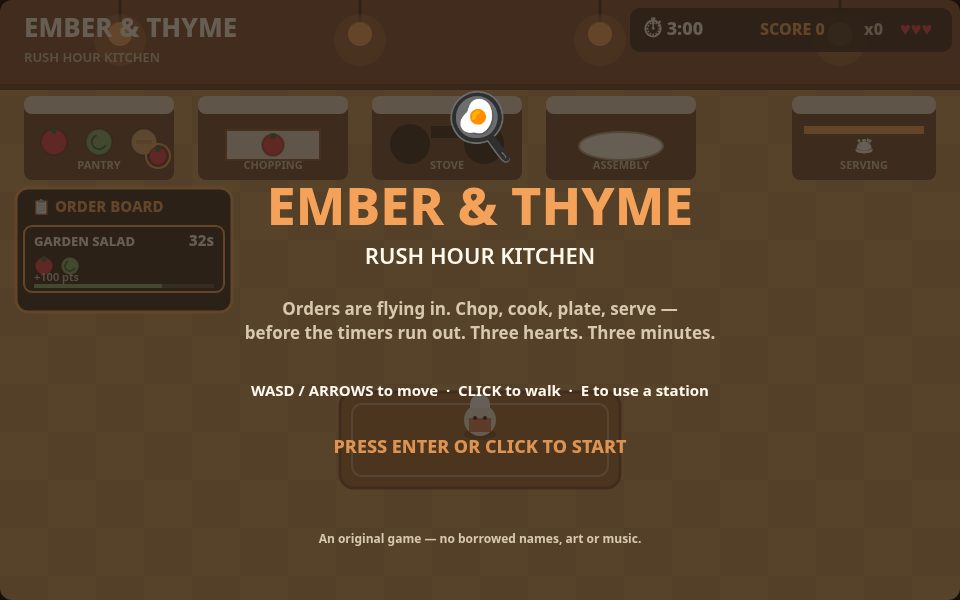 EMBER & THYME
RUSH HOUR KITCHEN
3:00
SCORE 0
x0
PANTRY
CHOPPING
STOVE
ASSEMBLY
SERVING
ORDER BOARD
GARDEN SALAD
32s
+100 pts
EMBER & THYME
RUSH HOUR KITCHEN
Orders are flying in. Chop, cook, plate, serve —
before the timers run out. Three hearts. Three minutes.
WASD / ARROWS to move · CLICK to walk · E to use a station
PRESS ENTER OR CLICK TO START
An original game — no borrowed names, art or music.